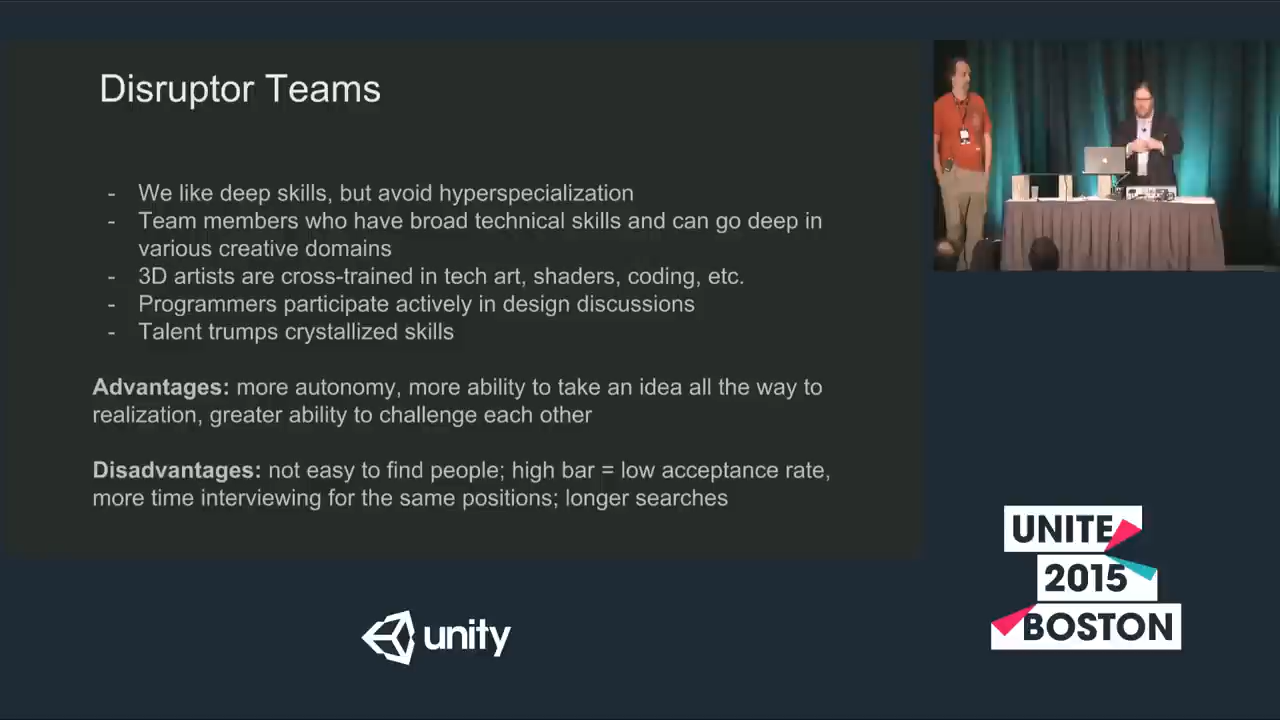 Disruptor Teams
- We like deep skills, but avoid hyperspecialization
- Team members who have broad technical skills and can go deep in
various creative domains
- 3D artists are cross-trained in tech art, shaders, coding, etc.
- Programmers participate actively in design discussions
- Talent trumps crystallized skills
Advantages: more autonomy, more ability to take an idea all the way to
realization, greater ability to challenge each other
Disadvantages: not easy to find people; high bar = low acceptance rate,
more time interviewing for the same positions; longer searches
unity
UNITE
2015
BOSTON